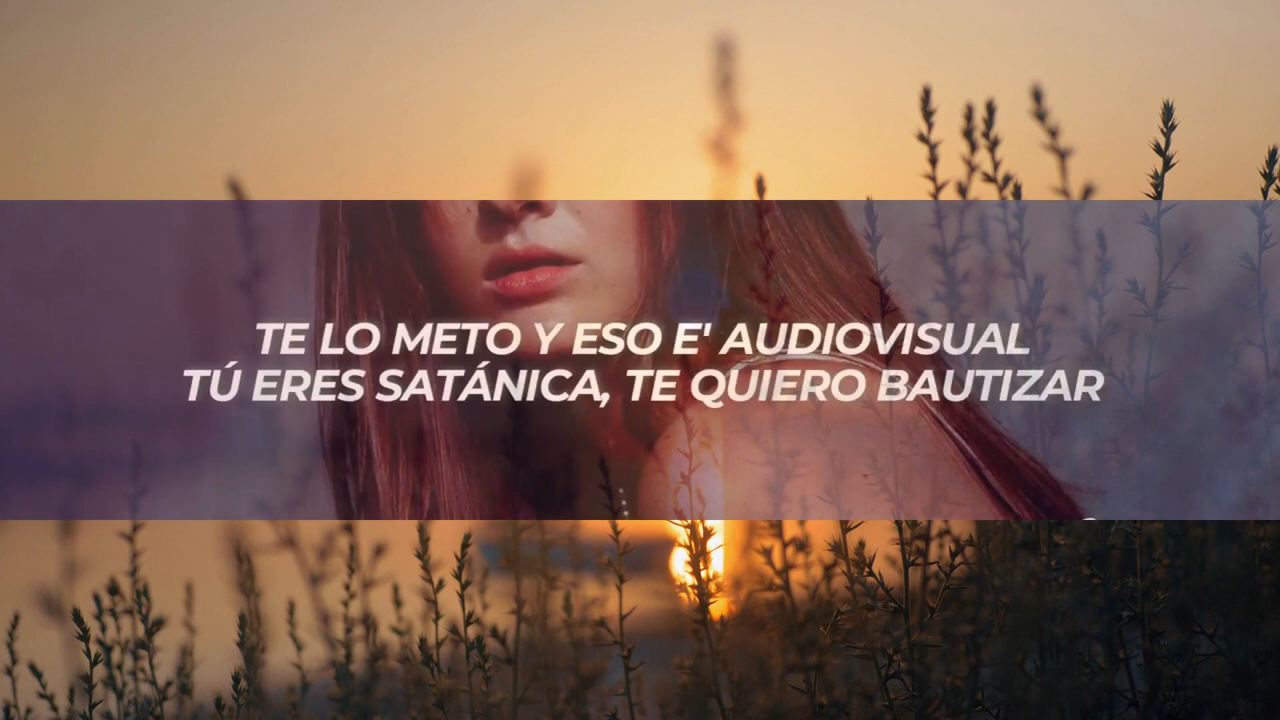 TE LO METO Y ESO E' AUDIOVISUAL
TÚ ERES SATÁNICA, TE QUIERO BAUTIZAR